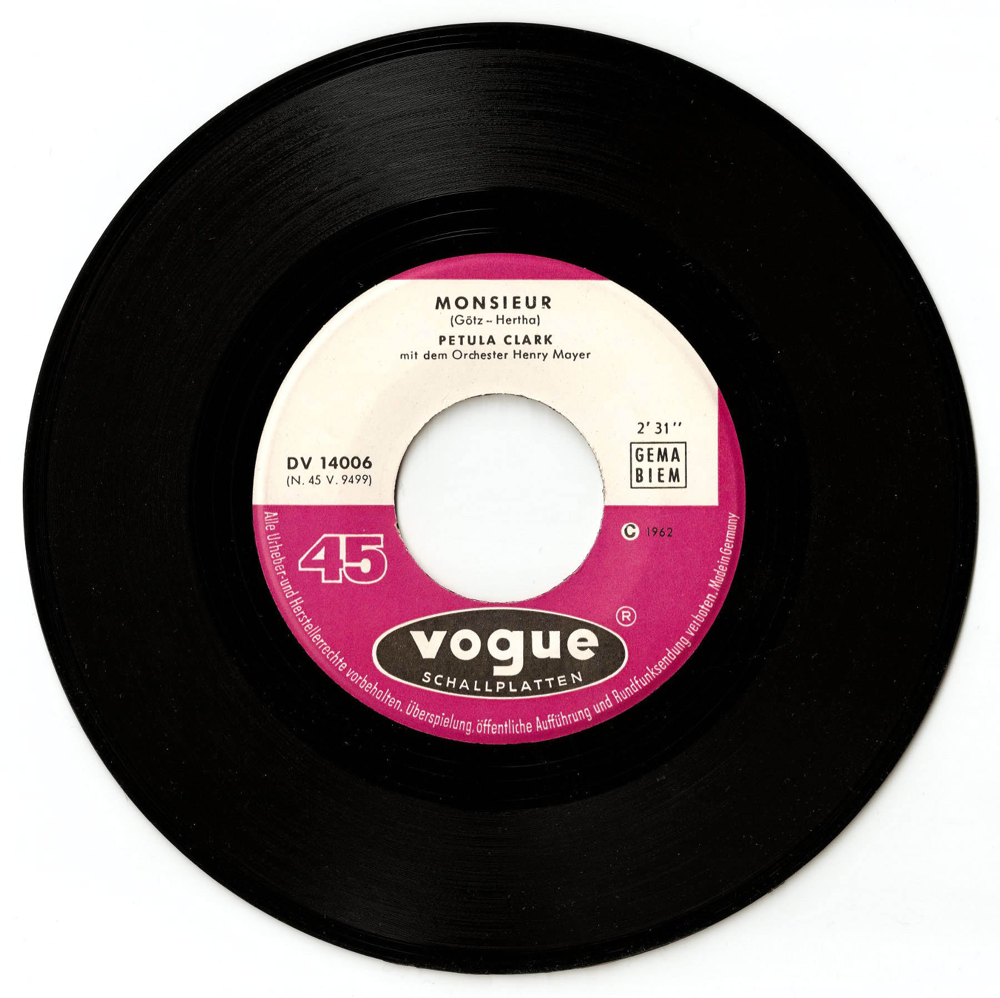 MONSIEUR
(Götz - Hertha)
PETULA CLARK
mit dem Orchester Henry Mayer
2' 31''
GEMA
BIEM
DV 14006
(N. 45 V. 9499)
45
C 1962
vogue ®
SCHALLPLATTEN
Alle Urheber- und Herstellerrechte vorbehalten. Überspielung, öffentliche Aufführung und Rundfunksendung verboten. Made in Germany